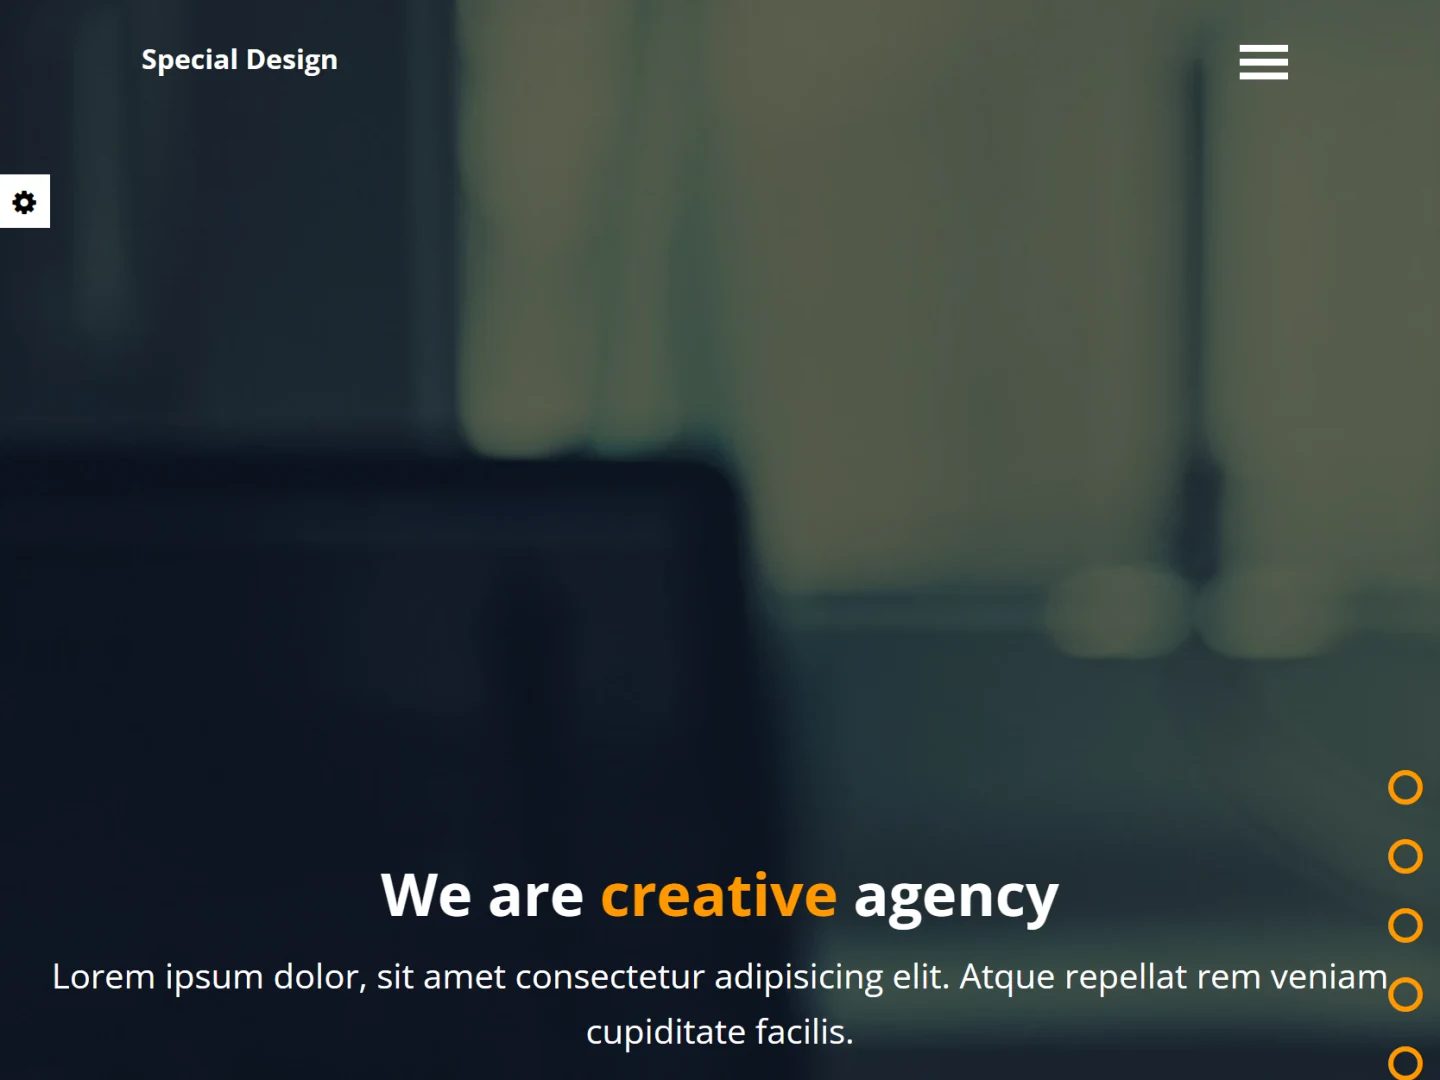 Special Design
We are creative agency
Lorem ipsum dolor, sit amet consectetur adipisicing elit. Atque repellat rem veniam
cupiditate facilis.